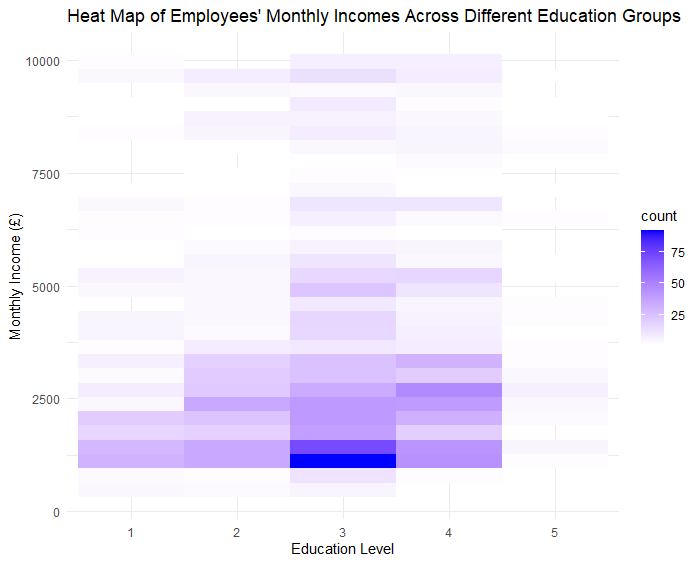 Heat Map of Employees' Monthly Incomes Across Different Education Groups
10000
7500
5000
2500
0
Monthly Income (£)
1 2 3 4 5
Education Level
count
75
50
25